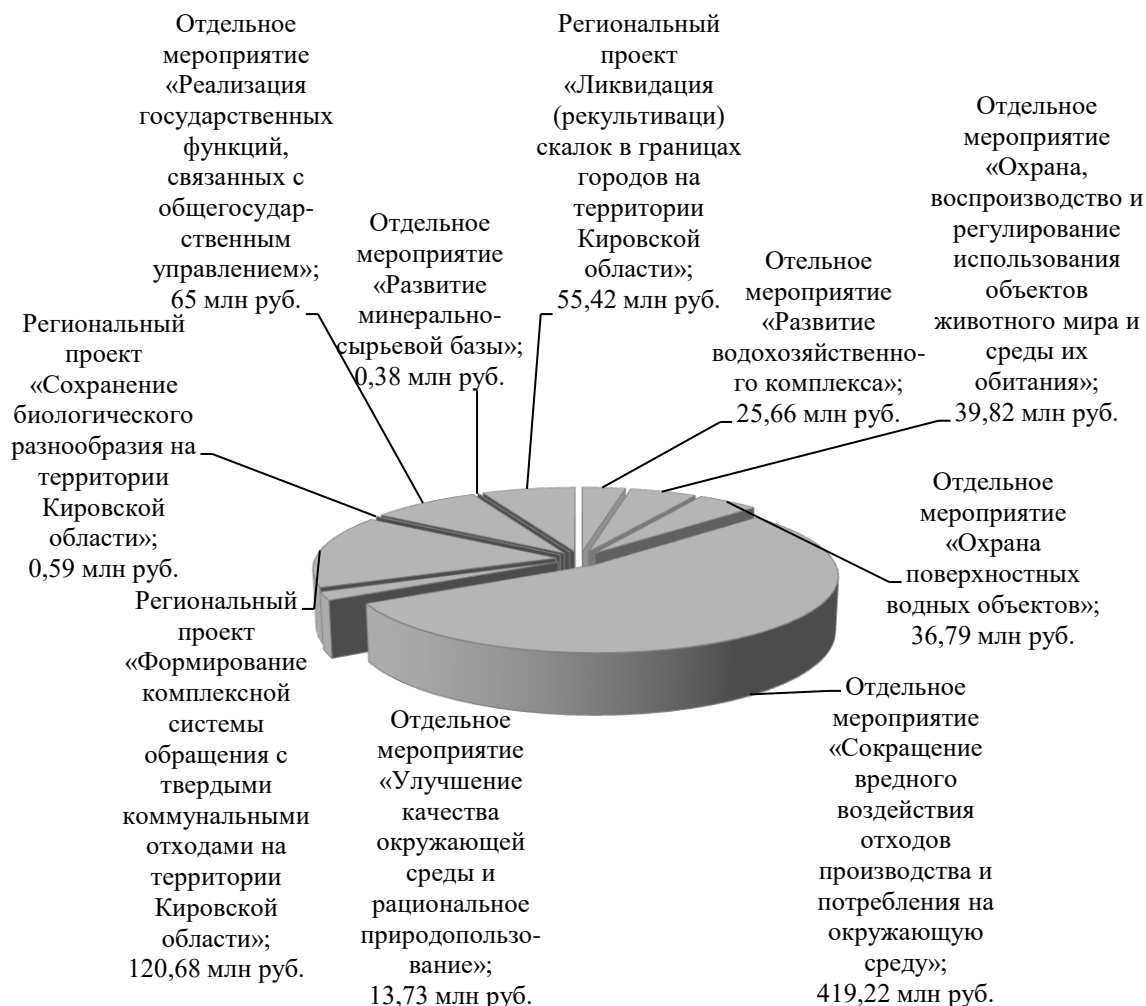 Отдельное
мероприятие
«Реализация
государственных
функций,
связанных с
общегосудар-
ственным
управлением»;
65 млн руб.
Региональный
проект
«Ликвидация
(рекультиваци)
скалок в границах
городов на
территории
Кировской
области»;
55,42 млн руб.
Отдельное
мероприятие
«Охрана,
воспроизводство и
регулирование
использования
объектов
животного мира и
среды их
обитания»;
39,82 млн руб.
Отдельное
мероприятие
«Развитие
минерально-
сырьевой базы»;
0,38 млн руб.
Отельное
мероприятие
«Развитие
водохозяйственно-
го комплекса»;
25,66 млн руб.
Региональный
проект
«Сохранение
биологического
разнообразия на
территории
Кировской
области»;
0,59 млн руб.
Отдельное
мероприятие
«Охрана
поверхностных
водных объектов»;
36,79 млн руб.
Региональный
проект
«Формирование
комплексной
системы
обращения с
твердыми
коммунальными
отходами на
территории
Кировской
области»;
120,68 млн руб.
Отдельное
мероприятие
«Улучшение
качества
окружающей
среды и
рациональное
природопользо-
вание»;
13,73 млн руб.
Отдельное
мероприятие
«Сокращение
вредного
воздействия
отходов
производства и
потребления на
окружающую
среду»;
419,22 млн руб.